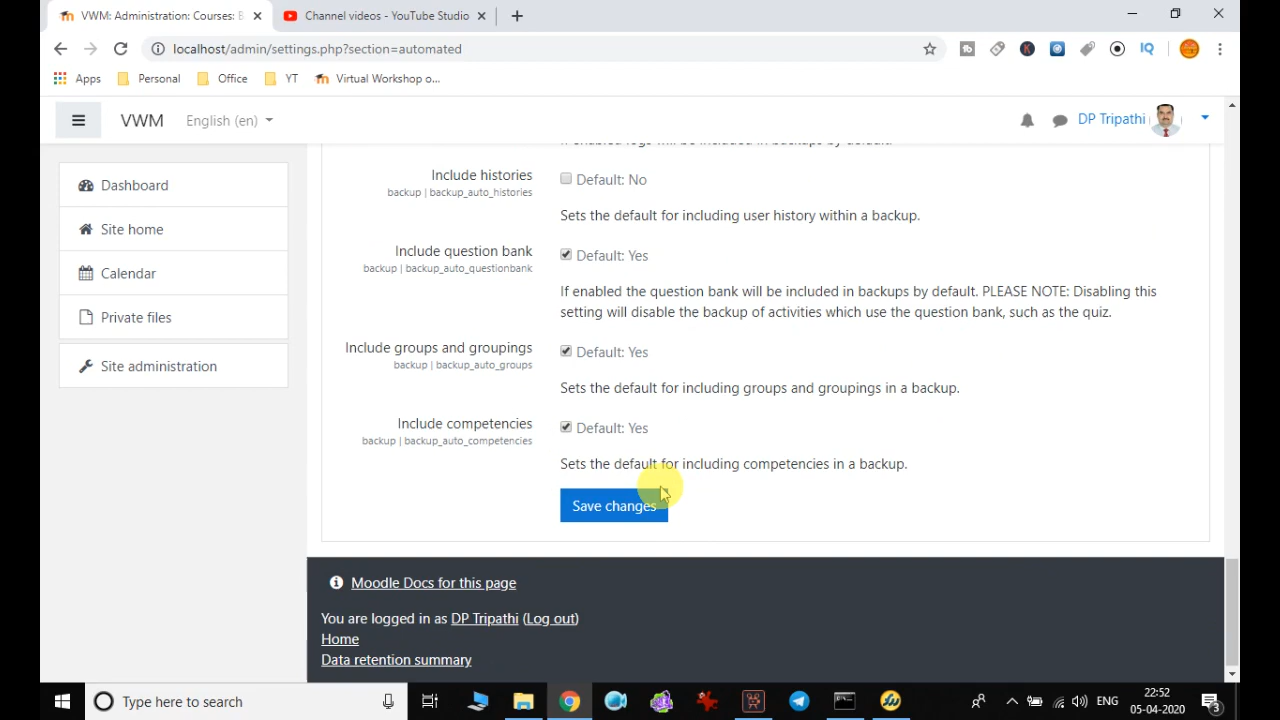 VWM: Administration: Courses: B
Channel videos - YouTube Studio
localhost/admin/settings.php?section=automated
Apps
Personal
Office
YT
Virtual Workshop o...
VWM
English (en)
DP Tripathi
Dashboard
Site home
Calendar
Private files
Site administration
Include histories
backup | backup_auto_histories
Default: No
Sets the default for including user history within a backup.
Include question bank
backup | backup_auto_questionbank
Default: Yes
If enabled the question bank will be included in backups by default. PLEASE NOTE: Disabling this
setting will disable the backup of activities which use the question bank, such as the quiz.
Include groups and groupings
backup | backup_auto_groups
Default: Yes
Sets the default for including groups and groupings in a backup.
Include competencies
backup | backup_auto_competencies
Default: Yes
Sets the default for including competencies in a backup.
Save changes
Moodle Docs for this page
You are logged in as DP Tripathi (Log out)
Home
Data retention summary
Type here to search
ENG
22:52
05-04-2020
3